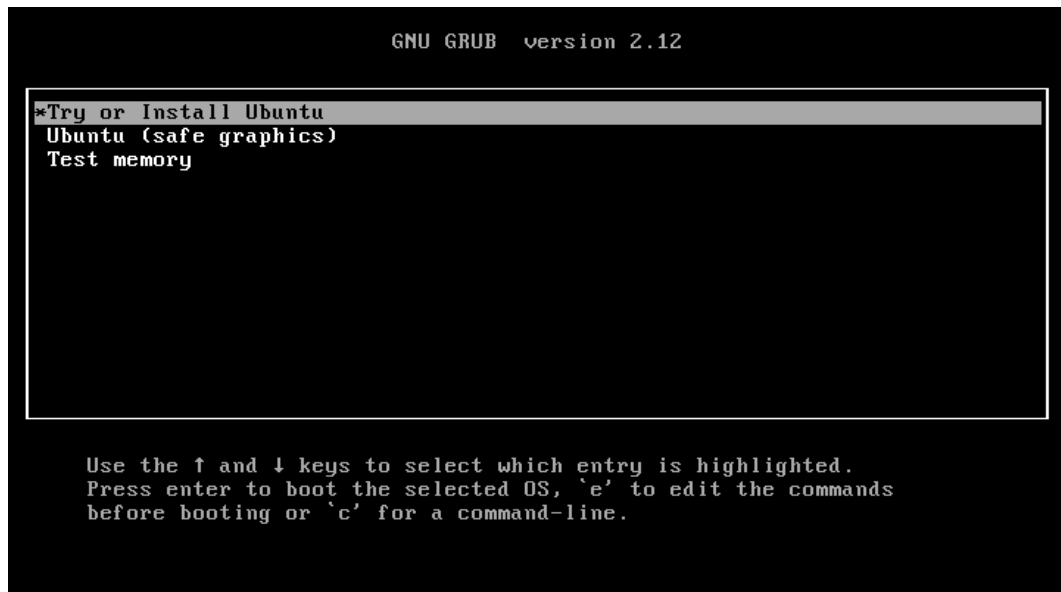 GNU GRUB version 2.12
*Try or Install Ubuntu
Ubuntu (safe graphics)
Test memory
Use the ↑ and ↓ keys to select which entry is highlighted.
Press enter to boot the selected OS, `e' to edit the commands
before booting or `c' for a command-line.